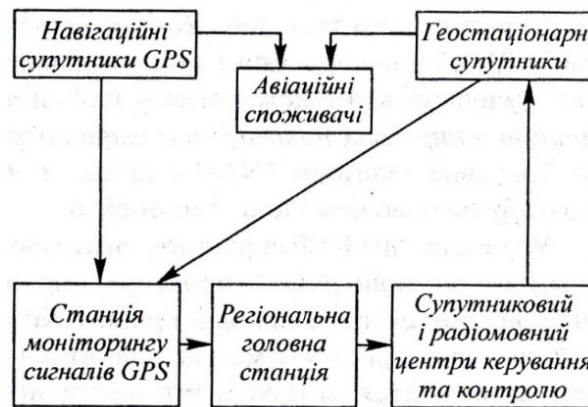 Навігаційні
супутники GPS
Геостаціонарні
супутники
Авіаційні
споживачі
Станція
моніторингу
сигналів GPS
Регіональна
головна
станція
Супутниковий
і радіомовний
центри керування
та контролю